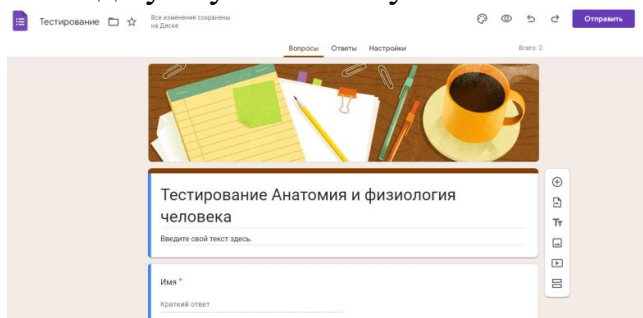 Тестирование
Все изменения сохранены
на Диске
Отправить
Вопросы Ответы Настройки
Всего: 2
Тестирование Анатомия и физиология
человека
Введите свой текст здесь.
Имя *
Краткий ответ